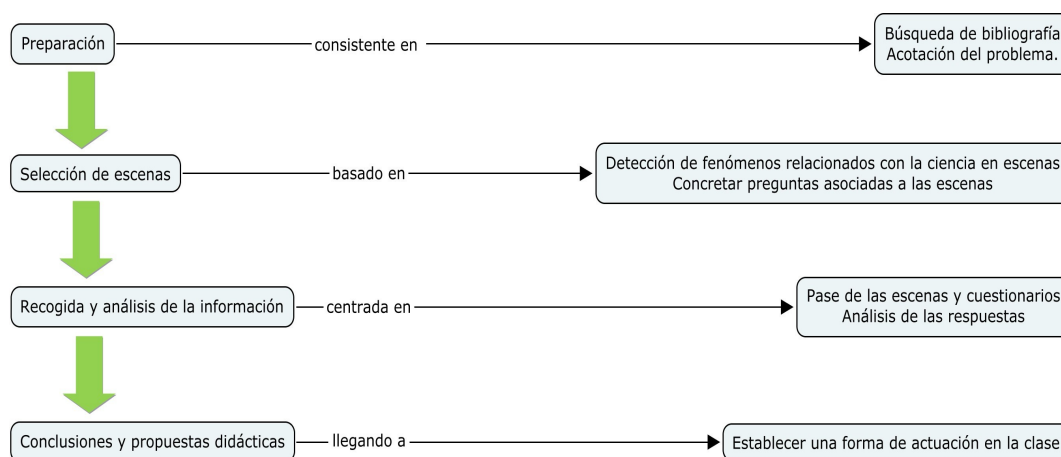 Preparación
consistente en
Búsqueda de bibliografía
Acotación del problema.
Selección de escenas
basado en
Detección de fenómenos relacionados con la ciencia en escenas
Concretar preguntas asociadas a las escenas
Recogida y análisis de la información
centrada en
Pase de las escenas y cuestionarios
Análisis de las respuestas
Conclusiones y propuestas didácticas
llegando a
Establecer una forma de actuación en la clase